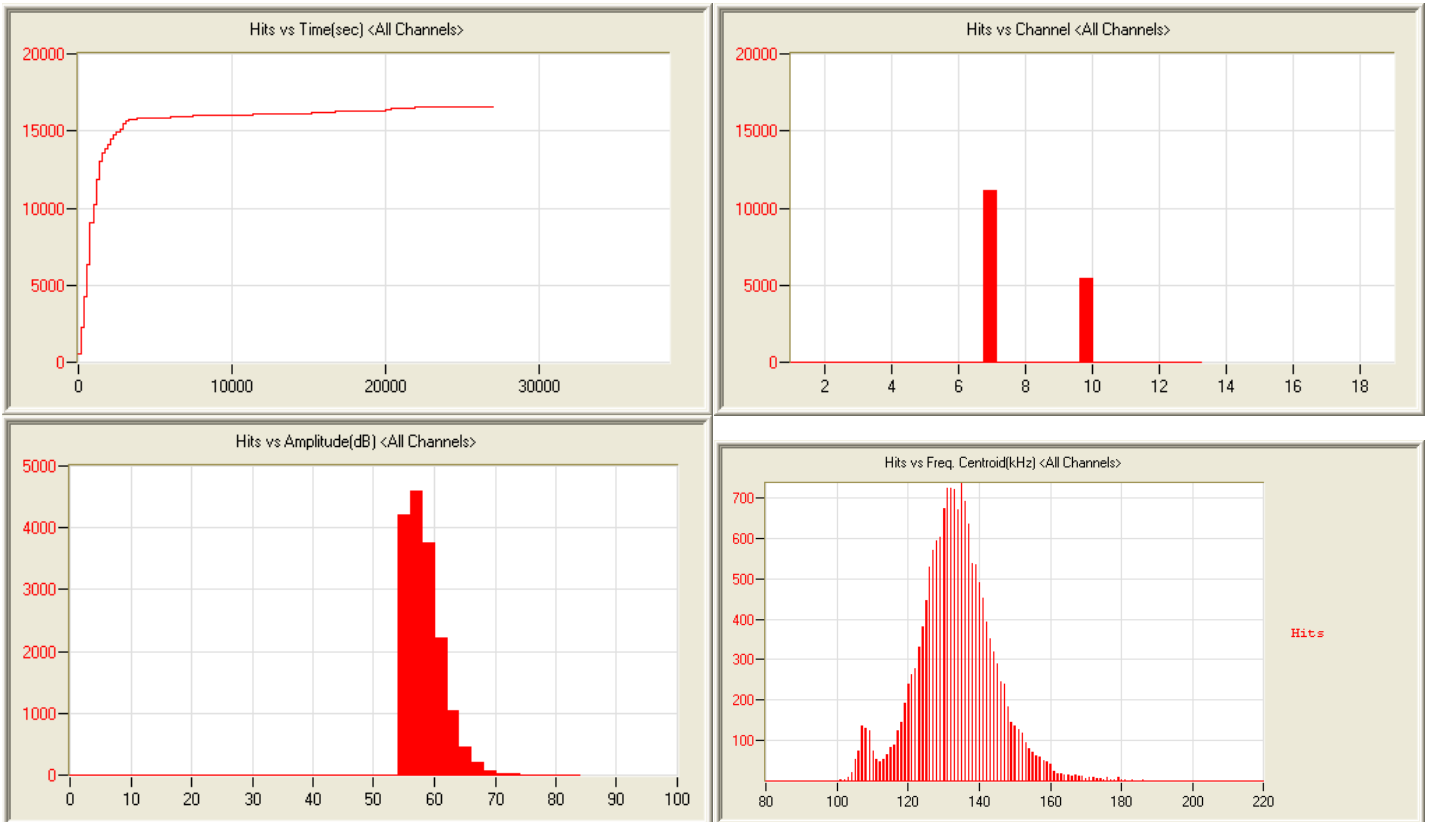 Hits vs Time(sec) <All Channels>
20000
15000
10000
5000
0
0 10000 20000 30000
Hits vs Channel <All Channels>
20000
15000
10000
5000
0
2 4 6 8 10 12 14 16 18
Hits vs Amplitude(dB) <All Channels>
5000
4000
3000
2000
1000
0
0 10 20 30 40 50 60 70 80 90 100
Hits vs Freq. Centroid(kHz) <All Channels>
700
600
500
400
300
200
100
80 100 120 140 160 180 200 220
Hits